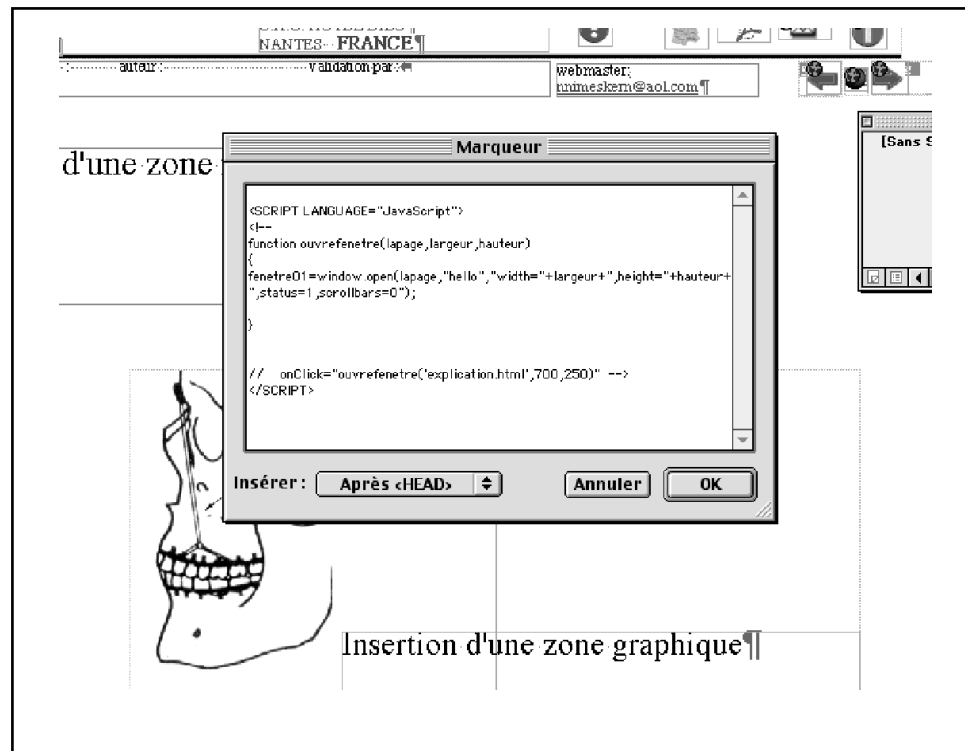 NANTES·· FRANCE¶
auteur :
validation par :
webmaster:
nnimeskern@aol.com¶
[Sans S
d'une·zone·
Marqueur
<SCRIPT LANGUAGE="JavaScript">
<!--
function ouvrefenetre(lapage,largeur,hauteur)
{
fenetre01=window.open(lapage,"hello","width="+largeur+",height="+hauteur+
",status=1,scrollbars=0");
}
//   onClick="ouvrefenetre('explication.html',700,250)" -->
</SCRIPT>
Insérer :
Après <HEAD>
Annuler
OK
Insertion·d'une·zone·graphique¶